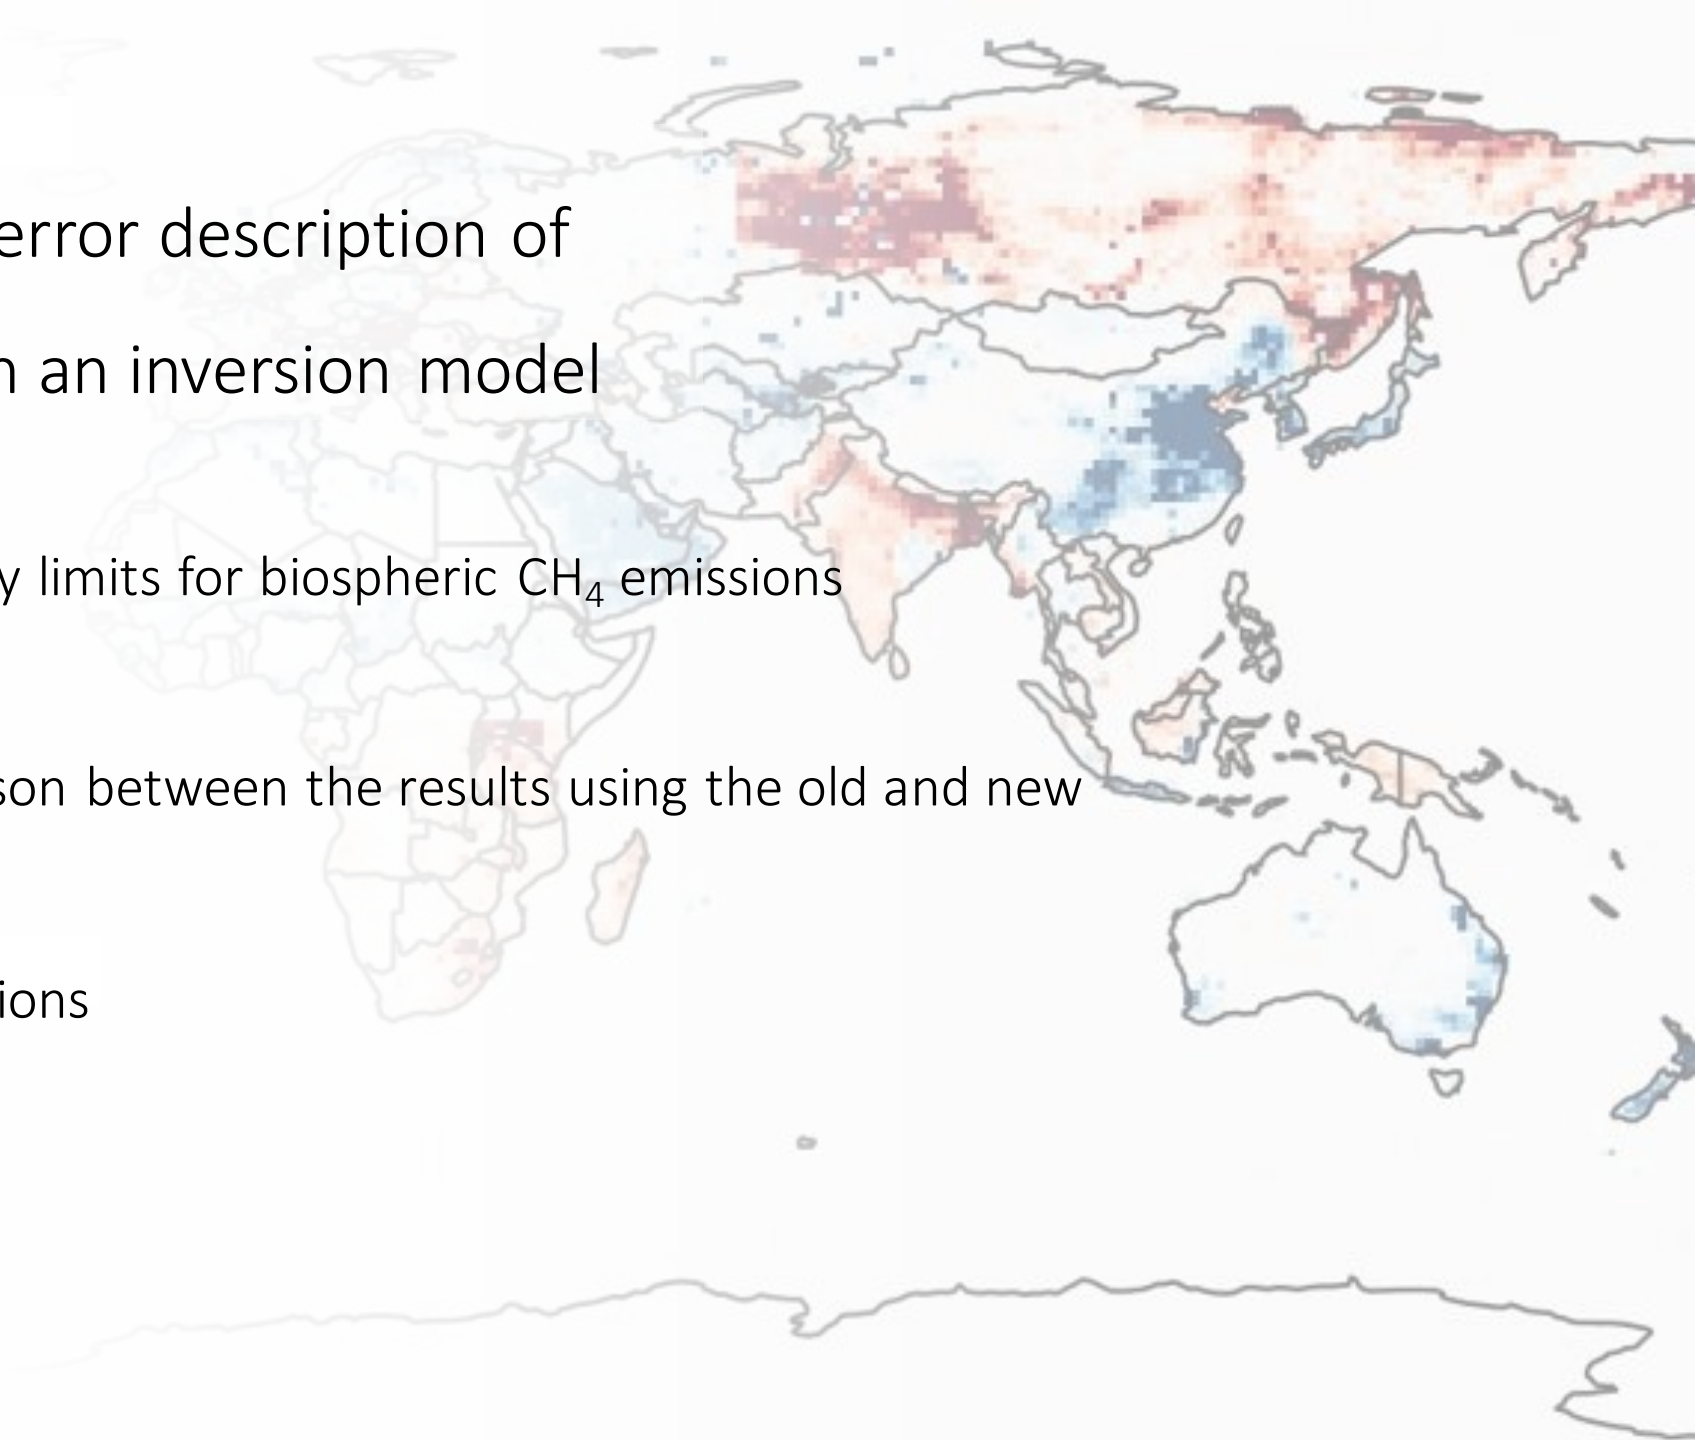 error description of
n an inversion model
y limits for biospheric CH₄ emissions
son between the results using the old and new
ions